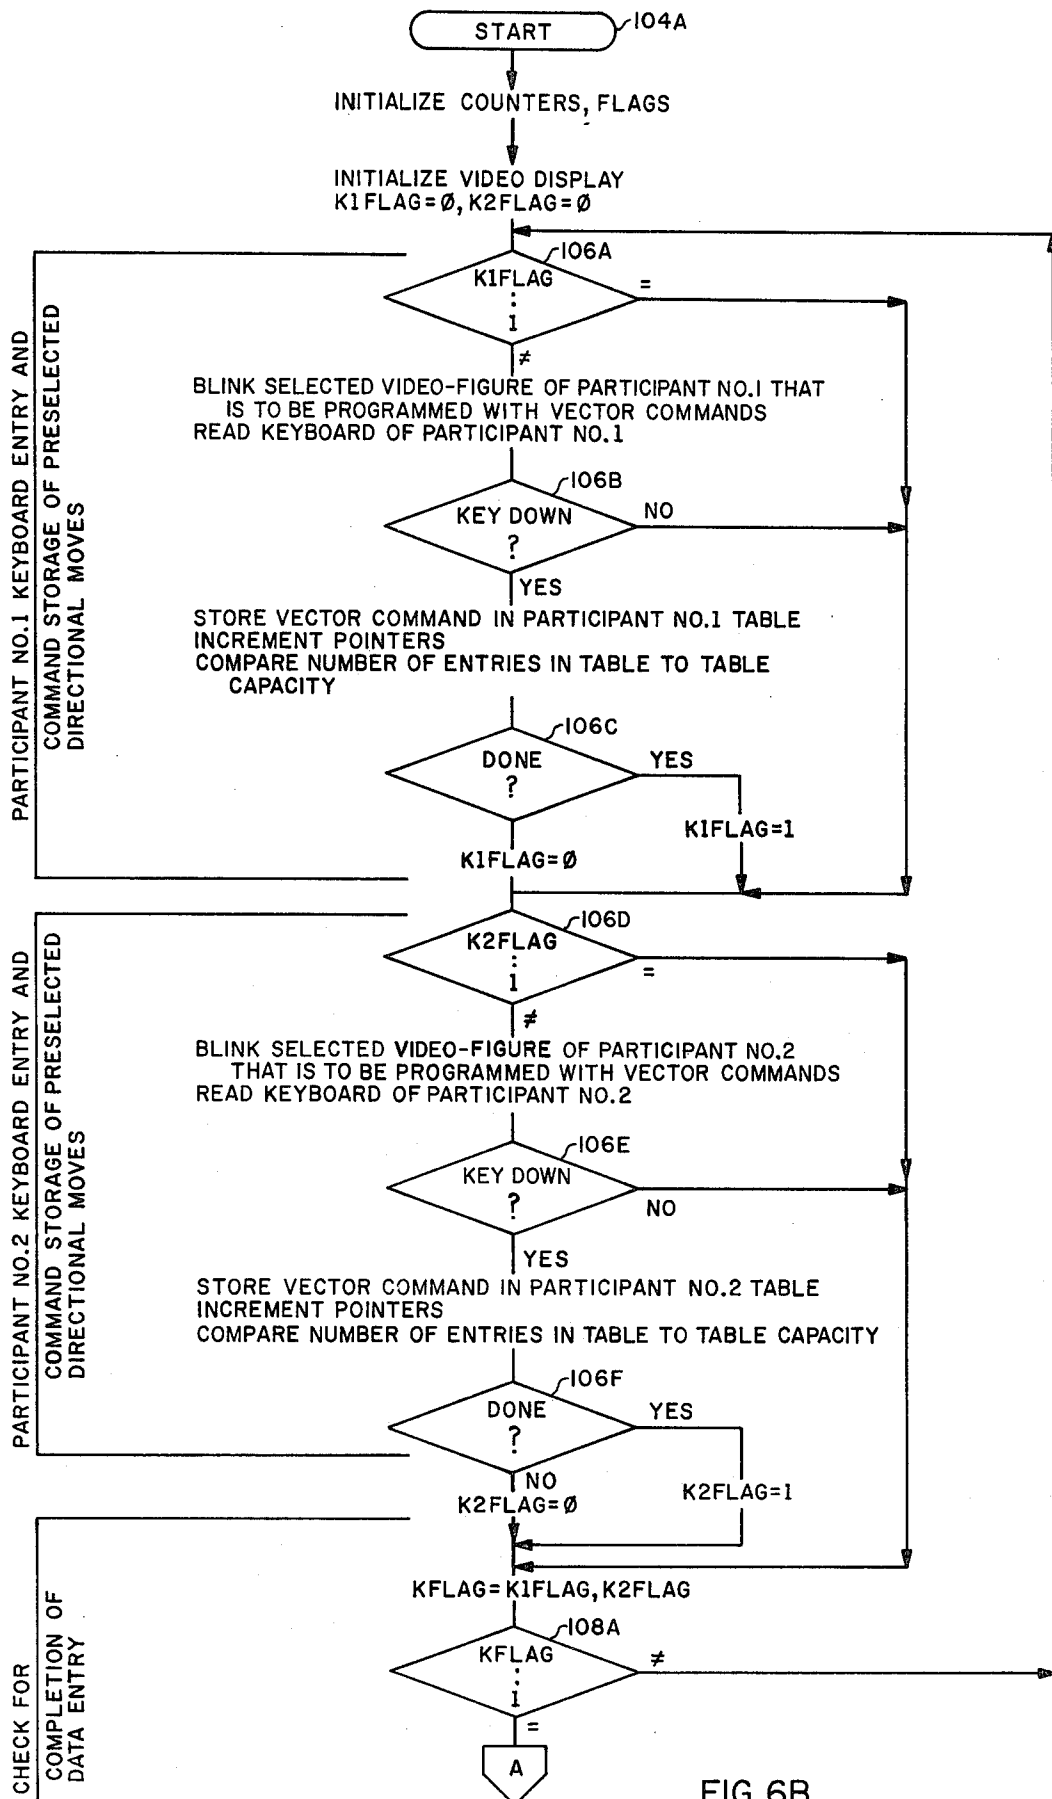 START
104A
INITIALIZE COUNTERS, FLAGS
INITIALIZE VIDEO DISPLAY
K1FLAG=Ø, K2FLAG=Ø
PARTICIPANT NO.1 KEYBOARD ENTRY AND
COMMAND STORAGE OF PRESELECTED
DIRECTIONAL MOVES
106A
K1FLAG
:
1
=
≠
BLINK SELECTED VIDEO-FIGURE OF PARTICIPANT NO.1 THAT
IS TO BE PROGRAMMED WITH VECTOR COMMANDS
READ KEYBOARD OF PARTICIPANT NO.1
106B
KEY DOWN
?
NO
YES
STORE VECTOR COMMAND IN PARTICIPANT NO.1 TABLE
INCREMENT POINTERS
COMPARE NUMBER OF ENTRIES IN TABLE TO TABLE
CAPACITY
106C
DONE
?
YES
K1FLAG=1
K1FLAG=Ø
PARTICIPANT NO.2 KEYBOARD ENTRY AND
COMMAND STORAGE OF PRESELECTED
DIRECTIONAL MOVES
106D
K2FLAG
:
1
=
≠
BLINK SELECTED VIDEO-FIGURE OF PARTICIPANT NO.2
THAT IS TO BE PROGRAMMED WITH VECTOR COMMANDS
READ KEYBOARD OF PARTICIPANT NO.2
106E
KEY DOWN
?
NO
YES
STORE VECTOR COMMAND IN PARTICIPANT NO.2 TABLE
INCREMENT POINTERS
COMPARE NUMBER OF ENTRIES IN TABLE TO TABLE CAPACITY
106F
DONE
?
YES
NO
K2FLAG=1
K2FLAG=Ø
CHECK FOR
COMPLETION OF
DATA ENTRY
KFLAG=K1FLAG, K2FLAG
108A
KFLAG
:
1
≠
=
A
FIG. 6B